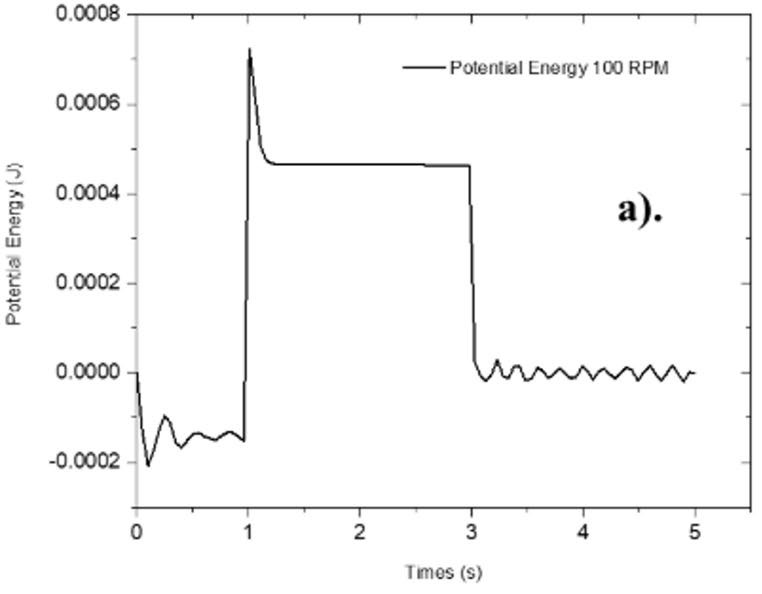 0.0008
Potential Energy 100 RPM
0.0006
0.0004
a).
0.0002
0.0000
-0.0002
Potential Energy (J)
0 1 2 3 4 5
Times (s)